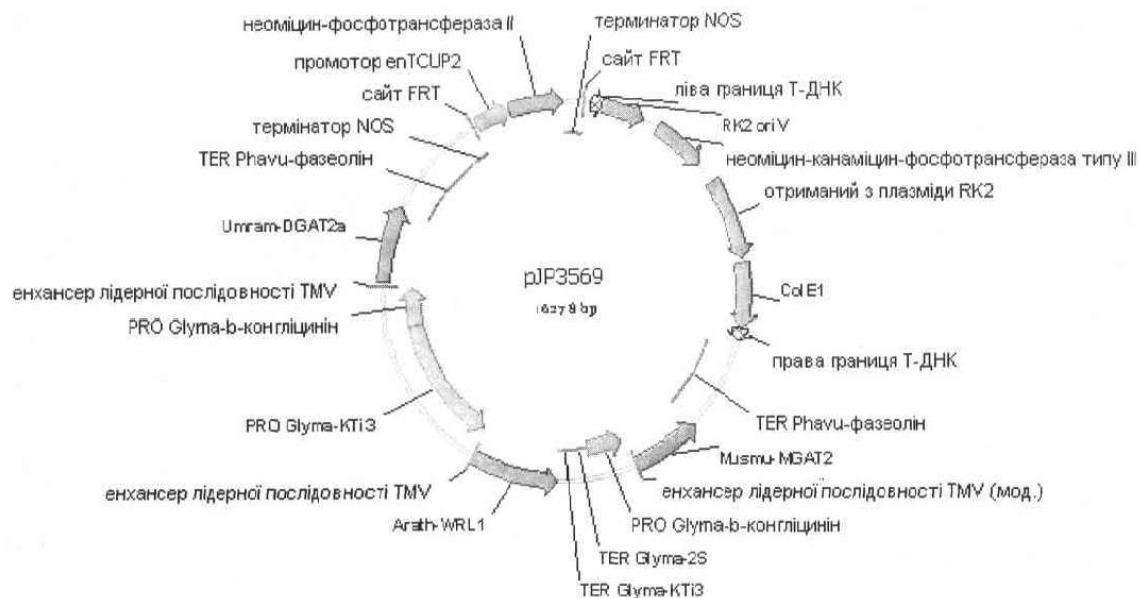 неоміцин-фосфотрансфераза II
терминатор NOS
промотор enTCUP2
сайт FRT
сайт FRT
ліва границя Т-ДНК
RK2 ori V
термінатор NOS
неоміцин-канаміцин-фосфотрансфераза типу III
TER Phavu-фазеолін
отриманий з плазміди RK2
Umram-DGAT2a
pJP3569
16278 bp
Col E1
енхансер лідерної послідовності TMV
PRO Glyma-b-конгліцинін
права границя Т-ДНК
PRO Glyma-KTi3
TER Phavu-фазеолін
Musmu-MGAT2
енхансер лідерної послідовності TMV
енхансер лідерної послідовності TMV (мод.)
Arath-WRL1
PRO Glyma-b-конгліцинін
TER Glyma-2S
TER Glyma-KTi3